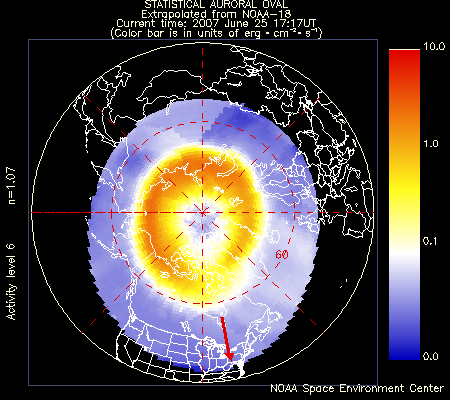 STATISTICAL AURORAL OVAL
Extrapolated from NOAA-18
Current time: 2007 June 25 17:17UT
(Color bar is in units of erg·cm⁻²·s⁻¹)
10.0
1.0
0.1
0.0
60
n=1.07
Activity level 6
NOAA Space Environment Center